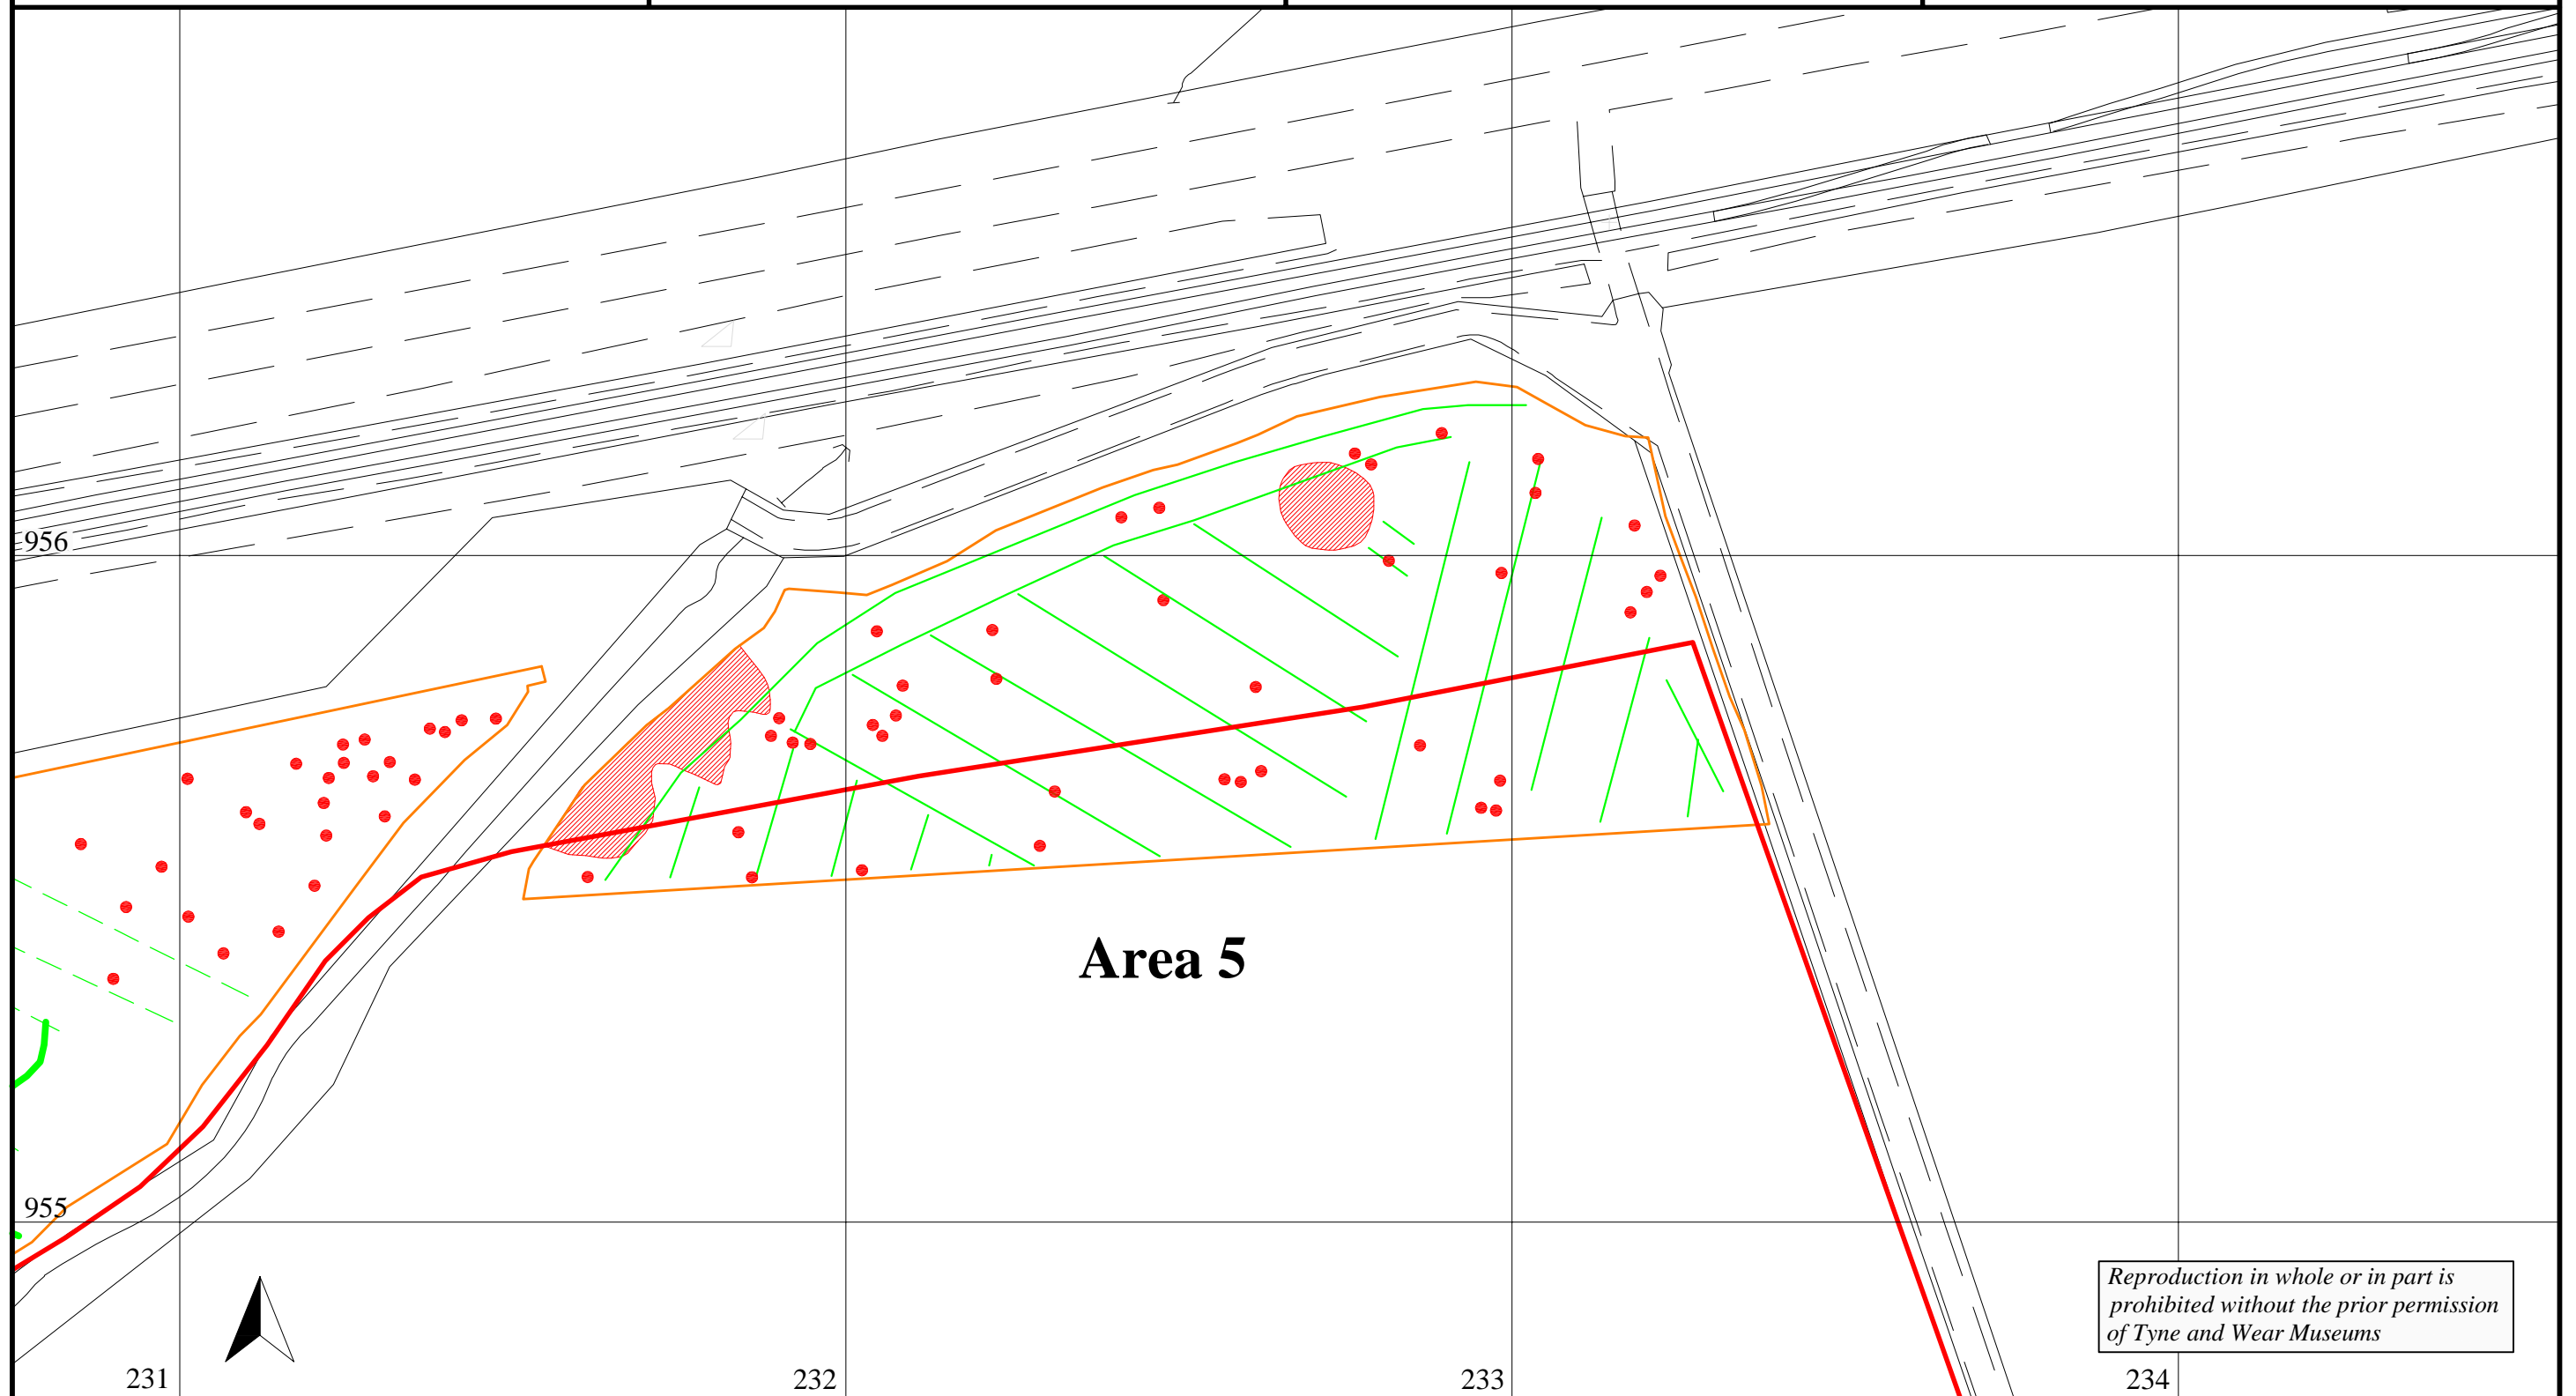 956
Area 5
955
Reproduction in whole or in part is
prohibited without the prior permission
of Tyne and Wear Museums
231
232
233
234